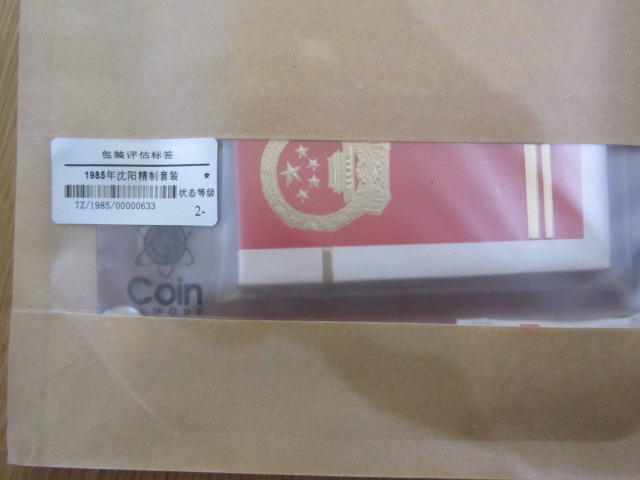 包装评估标签
1985年沈阳精制套装 ☆
状态等级
TZ/1985/00000633
2-
Coin